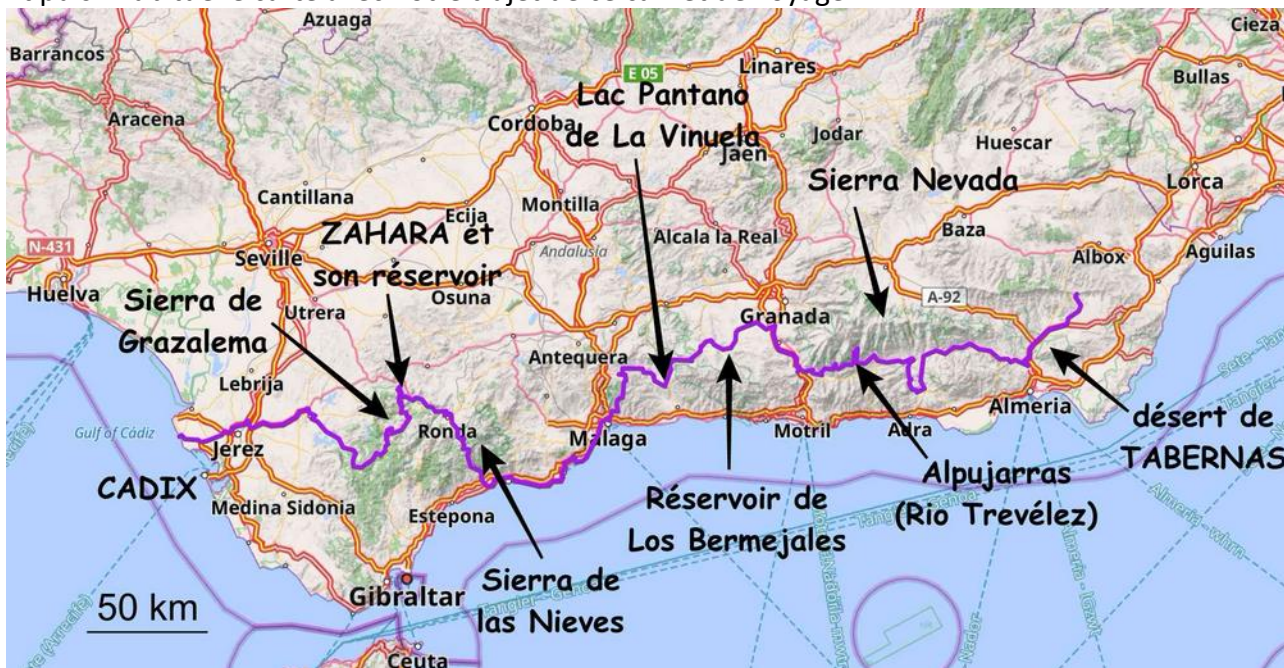 Azuaga
Cieza
Barrancos
Linares
Bullas
E 05
Lac Pantano
de La Vinuela
Aracena
Cordoba
Jodar
Huescar
Jaen
Sierra Nevada
Lorca
Cantillana
Ecija
Montilla
ZAHARA et
son réservoir
Alcala la Real
Baza
N-431
Seville
Andalusia
Albox
Aguilas
Huelva
Sierra de
Grazalema
Utrera
Osuna
A-92
Granada
Antequera
Lebrija
Gulf of Cádiz
Jerez
Ronda
Malaga
Motril
Adra
Almeria
désert de
TABERNAS
CADIX
Medina Sidonia
Estepona
Réservoir de
Los Bermejales
Alpujarras
(Rio Trevélez)
Gibraltar
Sierra de
las Nieves
50 km
Ceuta